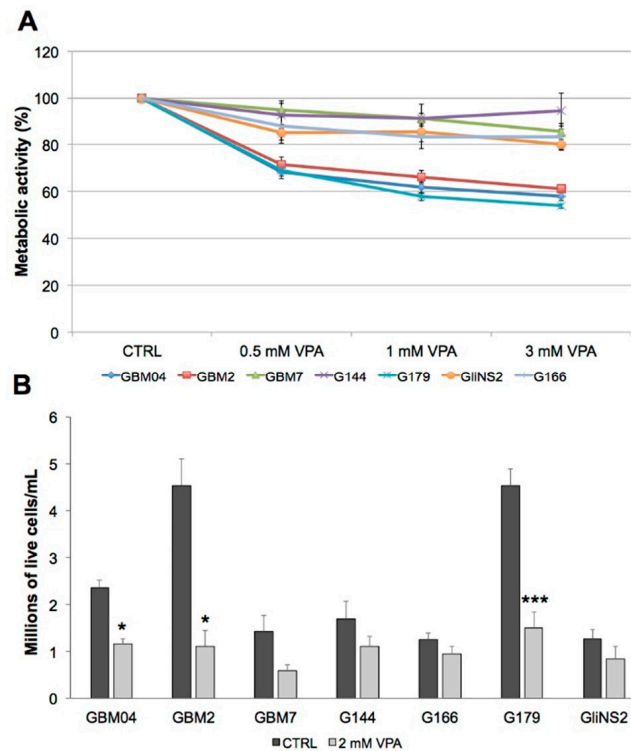 A
Metabolic activity (%)
120
100
80
60
40
20
0
CTRL 0.5 mM VPA 1 mM VPA 3 mM VPA
GBM04 GBM2 GBM7 G144 G179 GliNS2 G166
B
Millions of live cells/mL
6
5
4
3
2
1
0
* * ***
GBM04 GBM2 GBM7 G144 G166 G179 GliNS2
CTRL 2 mM VPA